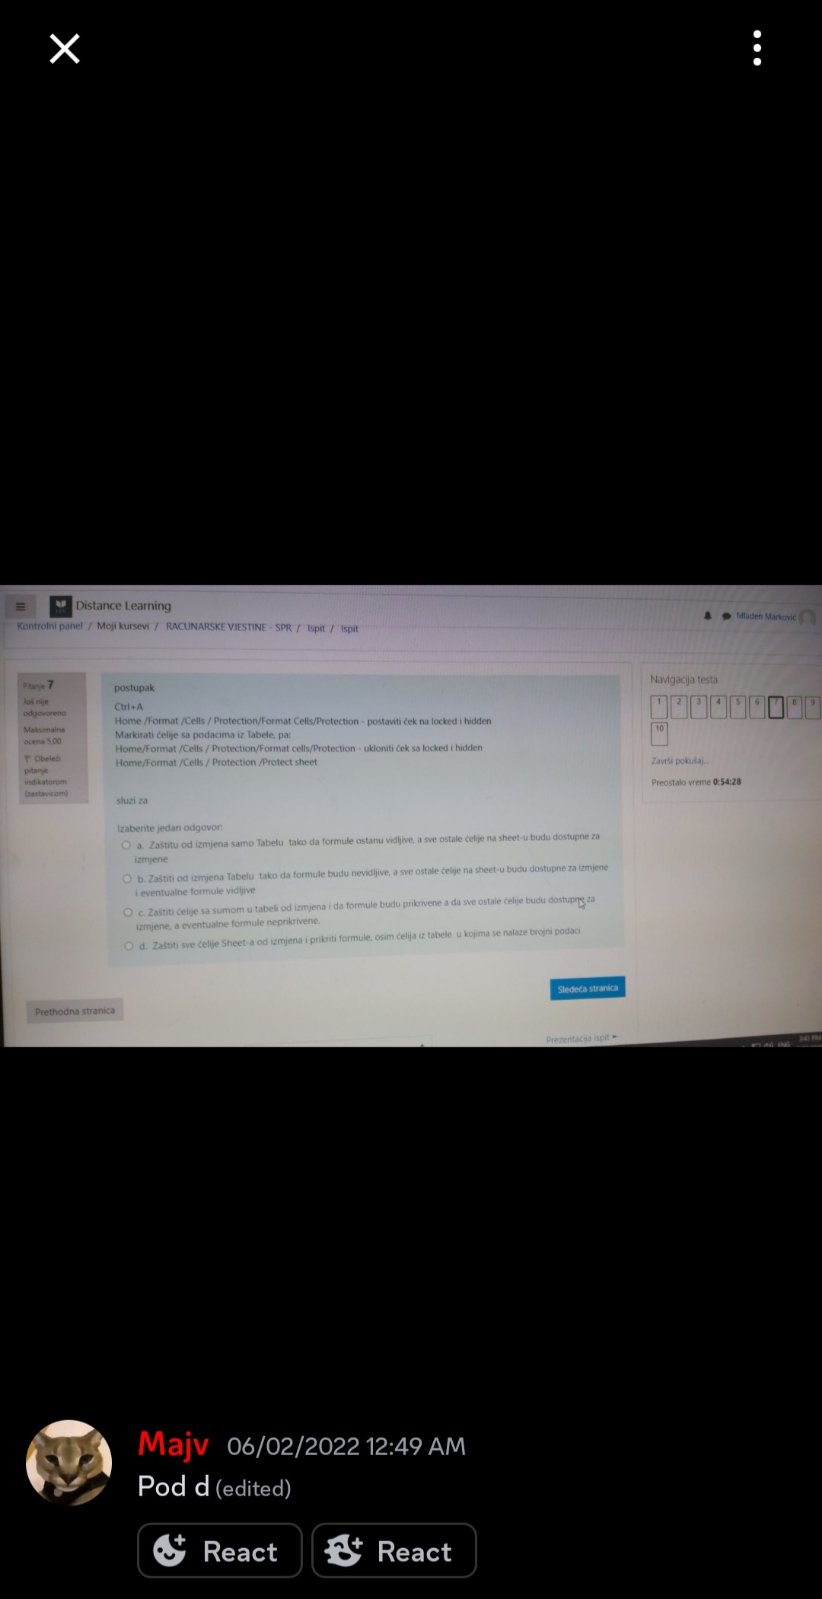 Distance Learning
Mladen Marković
Kontrolni panel / Moji kursevi / RACUNARSKE VJESTINE - SPR / Ispit / Ispit
Pitanje 7
Još nije
odgovoreno
Maksimalna
ocena 5,00
Obeleži
pitanje
indikatorom
(zastavicom)
postupak
Ctrl+A
Home /Format /Cells / Protection/Format Cells/Protection - postaviti ček na locked i hidden
Markirati ćelije sa podacima iz Tabele, pa:
Home/Format /Cells / Protection/Format cells/Protection - ukloniti ček sa locked i hidden
Home/Format /Cells / Protection /Protect sheet
sluzi za
Izaberite jedan odgovor:
a. Zaštitu od izmjena samo Tabelu tako da formule ostanu vidljive, a sve ostale ćelije na sheet-u budu dostupne za
izmjene
b. Zaštiti od izmjena Tabelu tako da formule budu nevidljive, a sve ostale ćelije na sheet-u budu dostupne za izmjene
i eventualne formule vidljive
c. Zaštiti ćelije sa sumom u tabeli od izmjena i da formule budu prikrivene a da sve ostale ćelije budu dostupne za
izmjene, a eventualne formule neprikrivene.
d. Zaštiti sve ćelije Sheet-a od izmjena i prikriti formule, osim ćelija iz tabele u kojima se nalaze brojni podaci
Navigacija testa
1 2 3 4 5 6 7 8 9
10
Završi pokušaj...
Preostalo vreme 0:54:28
Sledeća stranica
Prethodna stranica
Prezentacija ispit
ENG
3:41 PM
Majv 06/02/2022 12:49 AM
Pod d (edited)
React React